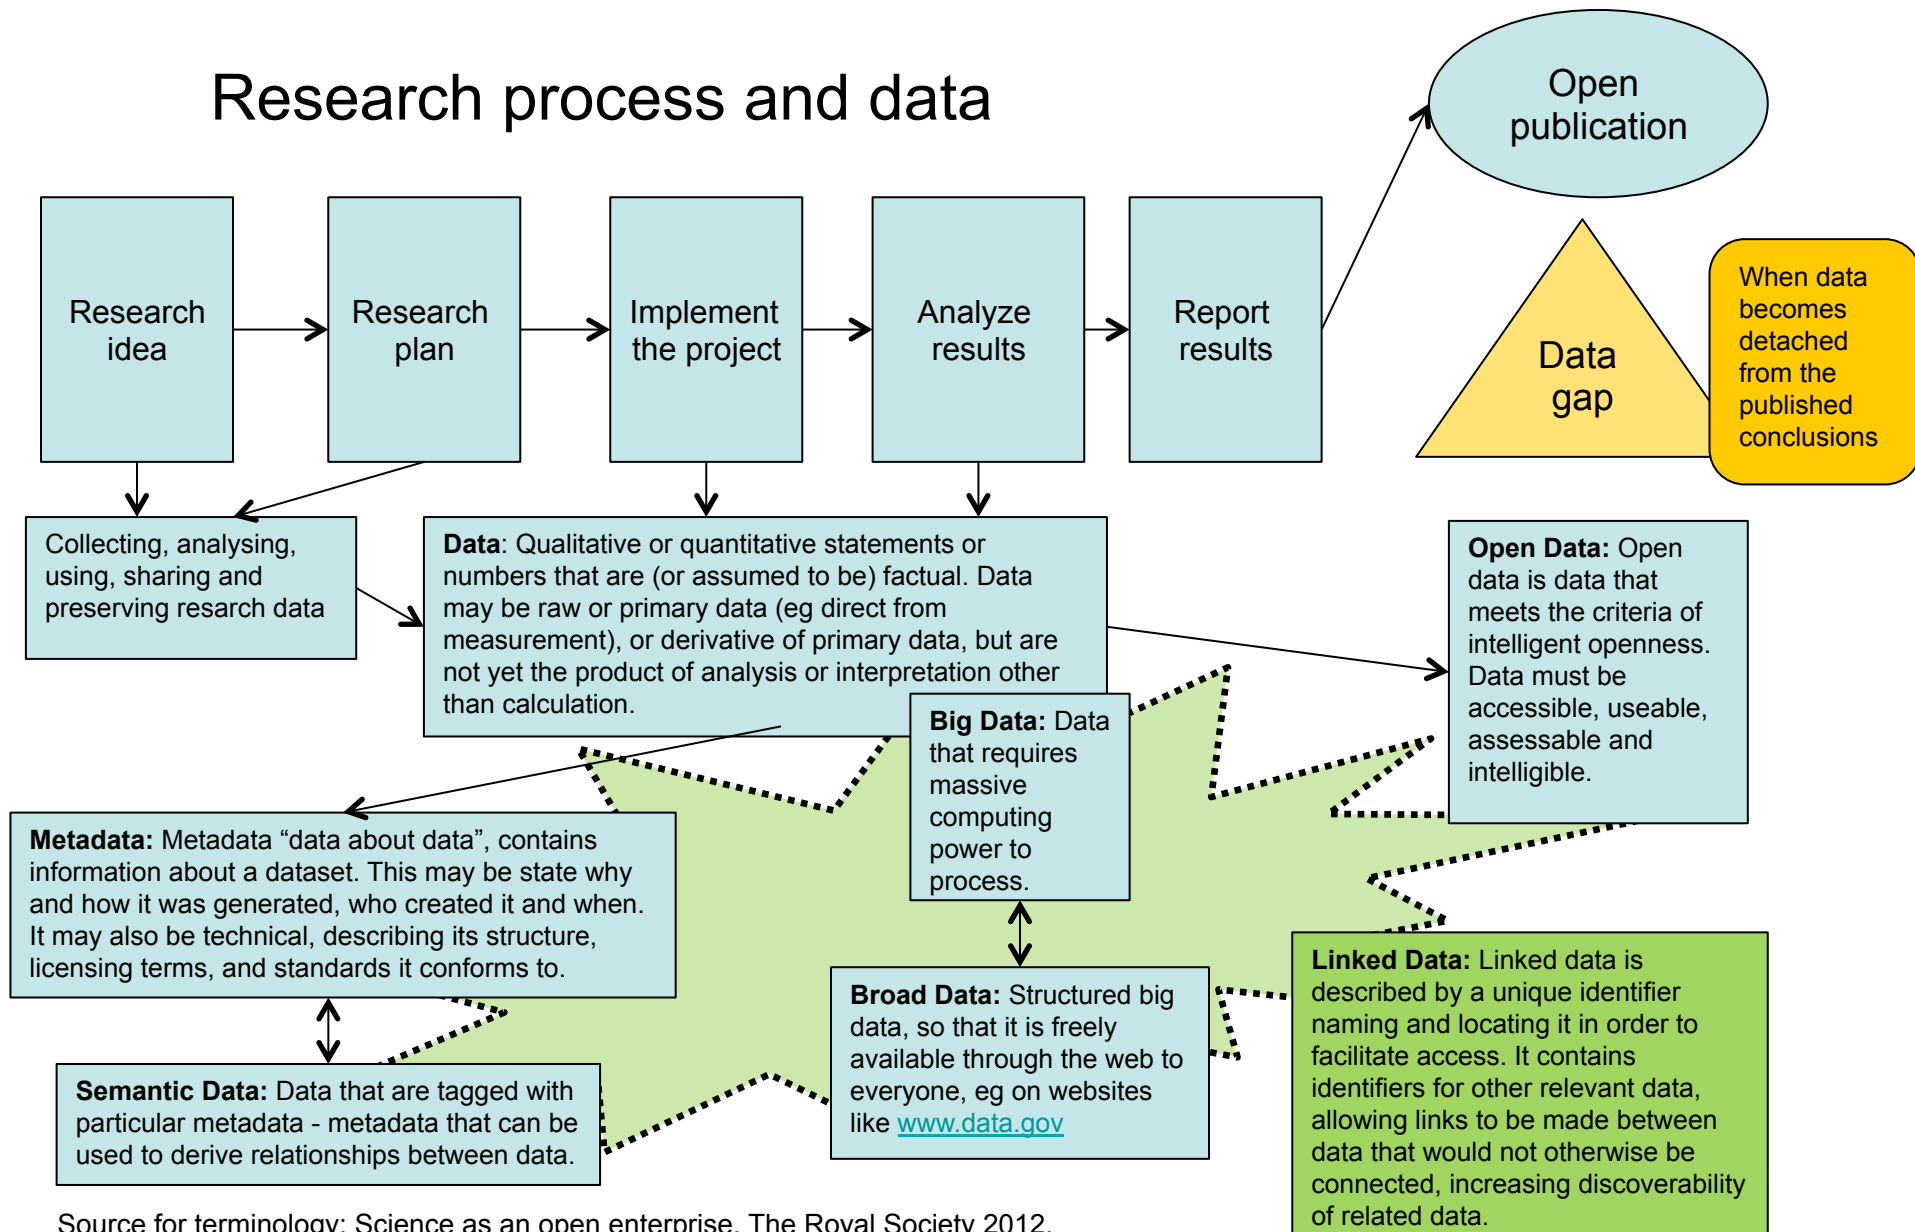 Research process and data
Open
publication
Research
idea
Research
plan
Implement
the project
Analyze
results
Report
results
Data
gap
When data
becomes
detached
from the
published
conclusions
Collecting, analysing,
using, sharing and
preserving resarch data
Data: Qualitative or quantitative statements or
numbers that are (or assumed to be) factual. Data
may be raw or primary data (eg direct from
measurement), or derivative of primary data, but are
not yet the product of analysis or interpretation other
than calculation.
Open Data: Open
data is data that
meets the criteria of
intelligent openness.
Data must be
accessible, useable,
assessable and
intelligible.
Big Data: Data
that requires
massive
computing
power to
process.
Metadata: Metadata “data about data”, contains
information about a dataset. This may be state why
and how it was generated, who created it and when.
It may also be technical, describing its structure,
licensing terms, and standards it conforms to.
Broad Data: Structured big
data, so that it is freely
available through the web to
everyone, eg on websites
like www.data.gov
Linked Data: Linked data is
described by a unique identifier
naming and locating it in order to
facilitate access. It contains
identifiers for other relevant data,
allowing links to be made between
data that would not otherwise be
connected, increasing discoverability
of related data.
Semantic Data: Data that are tagged with
particular metadata - metadata that can be
used to derive relationships between data.
Source for terminology: Science as an open enterprise. The Royal Society 2012.